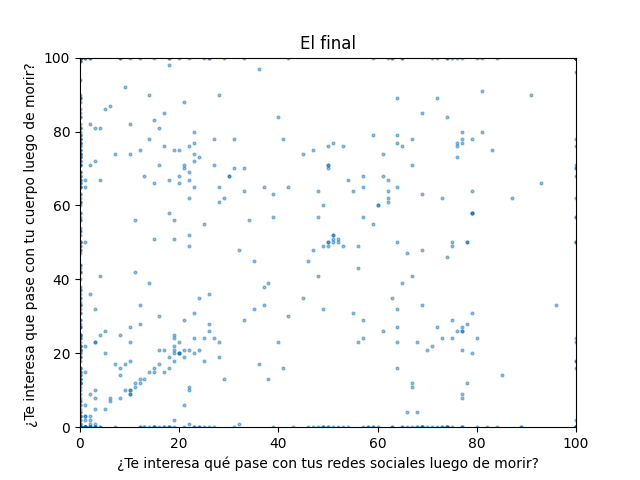 El final
¿Te interesa que pase con tu cuerpo luego de morir?
100
80
60
40
20
0
0 20 40 60 80 100
¿Te interesa qué pase con tus redes sociales luego de morir?